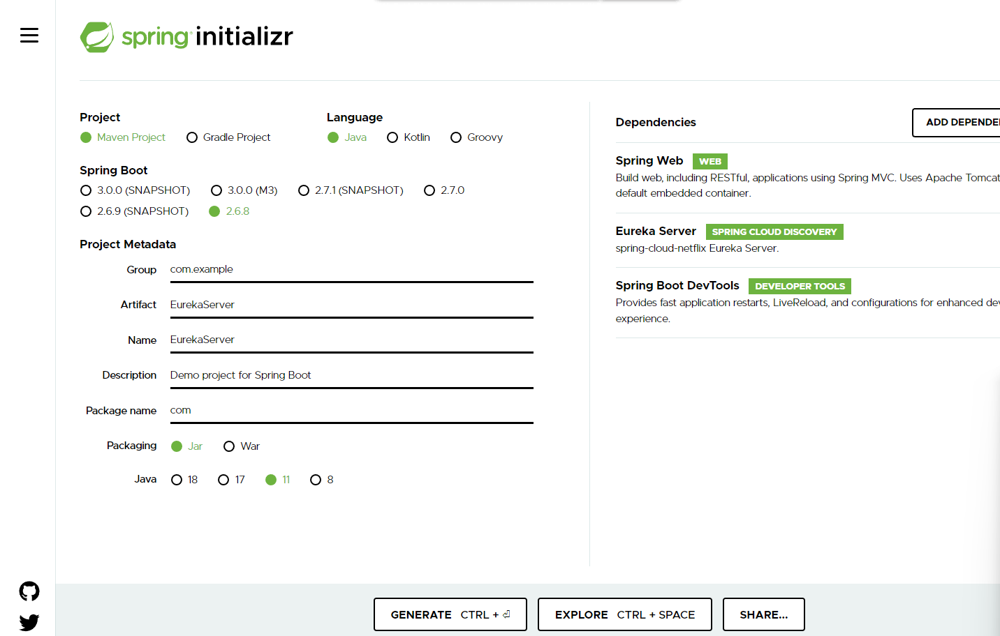 spring initializr
Project
Maven Project Gradle Project
Language
Java Kotlin Groovy
Spring Boot
3.0.0 (SNAPSHOT) 3.0.0 (M3) 2.7.1 (SNAPSHOT) 2.7.0
2.6.9 (SNAPSHOT) 2.6.8
Project Metadata
Group com.example
Artifact EurekaServer
Name EurekaServer
Description Demo project for Spring Boot
Package name com
Packaging Jar War
Java 18 17 11 8
Dependencies
ADD
Spring Web WEB
Build web, including RESTful, applications using Spring MVC. Uses Apache Tomcat
default embedded container.
Eureka Server SPRING CLOUD DISCOVERY
spring-cloud-netflix Eureka Server.
Spring Boot DevTools DEVELOPER TOOLS
Provides fast application restarts, LiveReload, and configurations for enhanced
experience.
GENERATE CTRL + ⏎
EXPLORE CTRL + SPACE
SHARE...